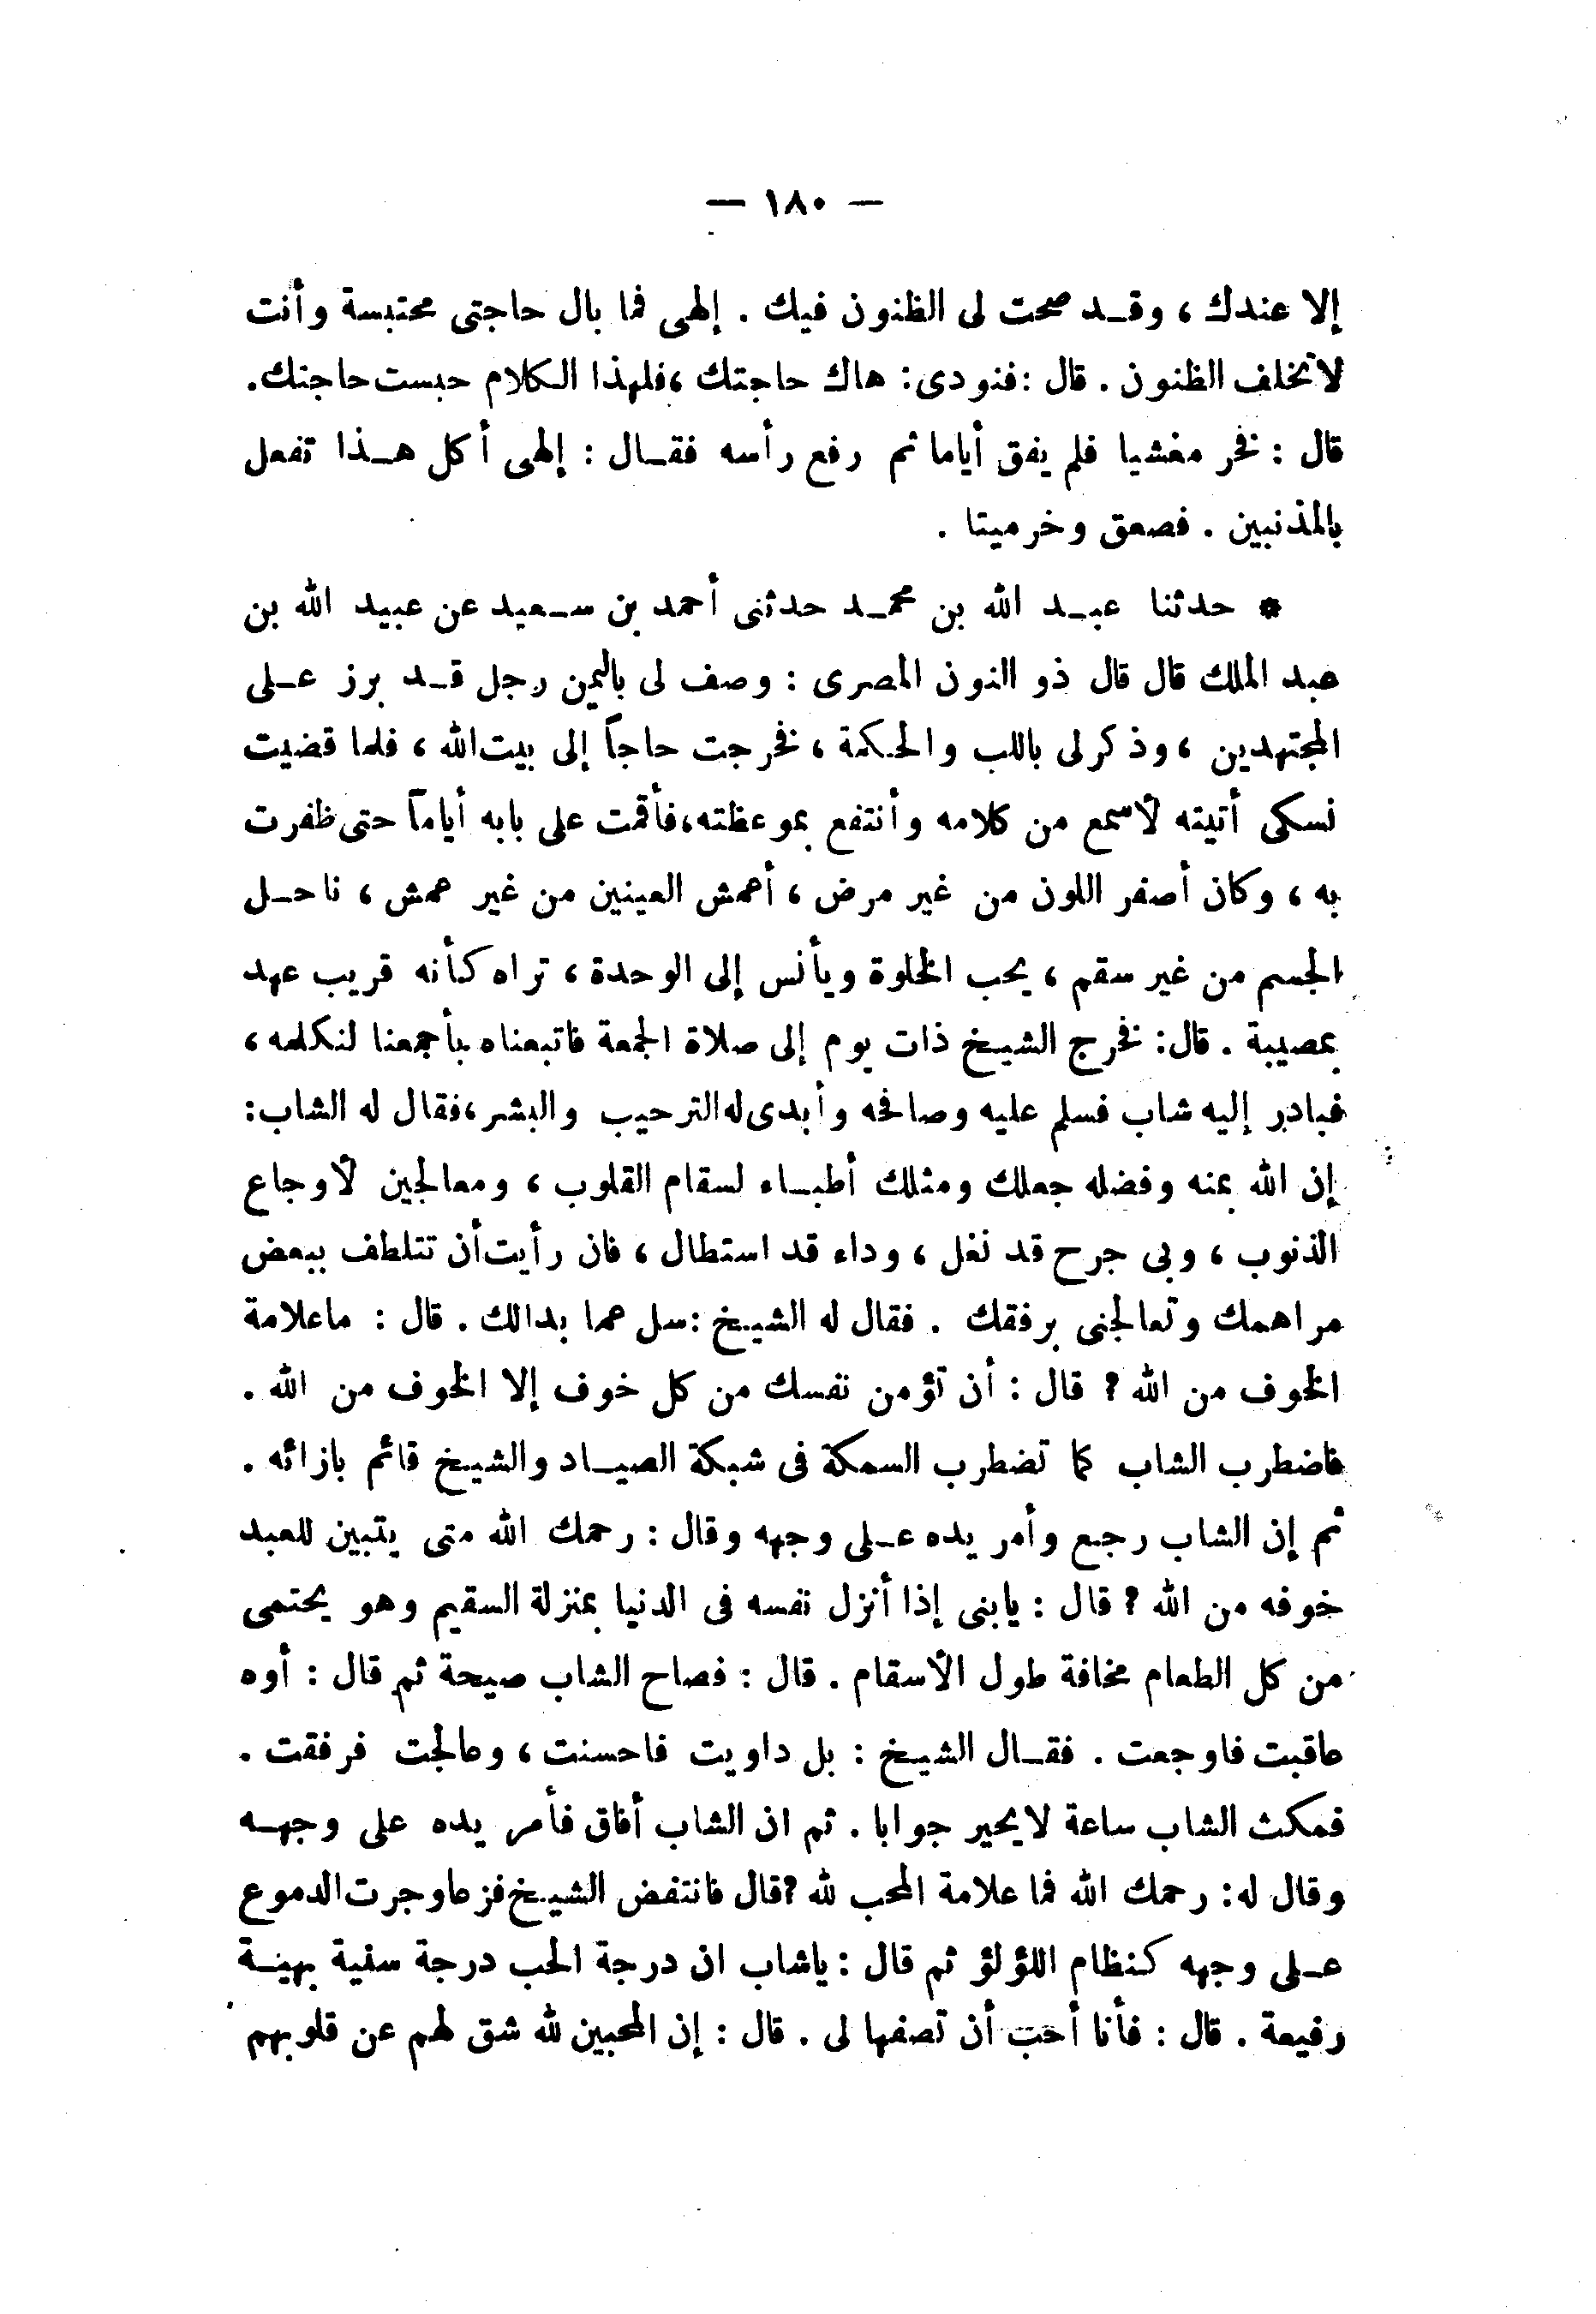 — ١٨٠ —
إلا عندك ، وقد صحت لى الظنون فيك . إلهى فما بال حاجتى محتبسة وأنت
لا تخلف الظنون . قال : فنودى : هاك حاجتك ، فلهذا الكلام حبست حاجتك .
قال : فخر مغشيا فلم يفق أياما ثم رفع رأسه فقال : إلهى أكل هذا تفعل
بالمذنبين . فصعق وخر ميتا .
* حدثنا عبد الله بن محمد حدثنى أحمد بن سعيد عن عبيد الله بن
عبد الملك قال قال ذو النون المصرى : وصف لى باليمن رجل قد برز على
المجتهدين ، وذكر لى باللب والحكمة ، فخرجت حاجاً إلى بيت الله ، فلما قضيت
نسكى أتيته لأسمع من كلامه وأنتفع بموعظته ، فأقمت على بابه أياماً حتى ظفرت
به ، وكان أصفر اللون من غير مرض ، أعمش العينين من غير عمش ، ناحل
الجسم من غير سقم ، يحب الخلوة ويأنس إلى الوحدة ، تراه كأنه قريب عهد
بمصيبة . قال : فخرج الشيخ ذات يوم إلى صلاة الجمعة فاتبعناه بأجمعنا لنكلمه ،
فبادر إليه شاب فسلم عليه وصافحه وأبدى له الترحيب والبشر ، فقال له الشاب :
إن الله بمنه وفضله جعلك ومثلك أطباء لسقام القلوب ، ومعالجين لأوجاع
الذنوب ، وبى جرح قد نغل ، وداء قد استطال ، فان رأيت أن تتلطف ببعض
مراهمك وتعالجنى برفقك . فقال له الشيخ : سل عما بدالك . قال : ماعلامة
الخوف من الله ؟ قال : أن تؤمن نفسك من كل خوف إلا الخوف من الله .
فاضطرب الشاب كما تضطرب السمكة فى شبكة الصياد والشيخ قائم بازائه .
ثم إن الشاب رجع وأمر يده على وجهه وقال : رحمك الله متى يتبين للعبد
خوفه من الله ؟ قال : يابنى إذا أنزل نفسه فى الدنيا بمنزلة السقيم وهو يحتمى
من كل الطعام مخافة طول الأسقام . قال : فصاح الشاب صيحة ثم قال : أوه
عاقبت فاوجعت . فقال الشيخ : بل داويت فاحسنت ، وعالجت فرفقت .
فمكث الشاب ساعة لا يحير جوابا . ثم ان الشاب أفاق فأمر يده على وجهه
وقال له : رحمك الله فما علامة المحب لله ؟ قال فانتفض الشيخ فزعا وجرت الدموع
على وجهه كنظام اللؤلؤ ثم قال : ياشاب ان درجة الحب درجة سنية بهية
رفيعة . قال : فأنا أحب أن تصفها لى . قال : إن المحبين لله شق لهم عن قلوبهم